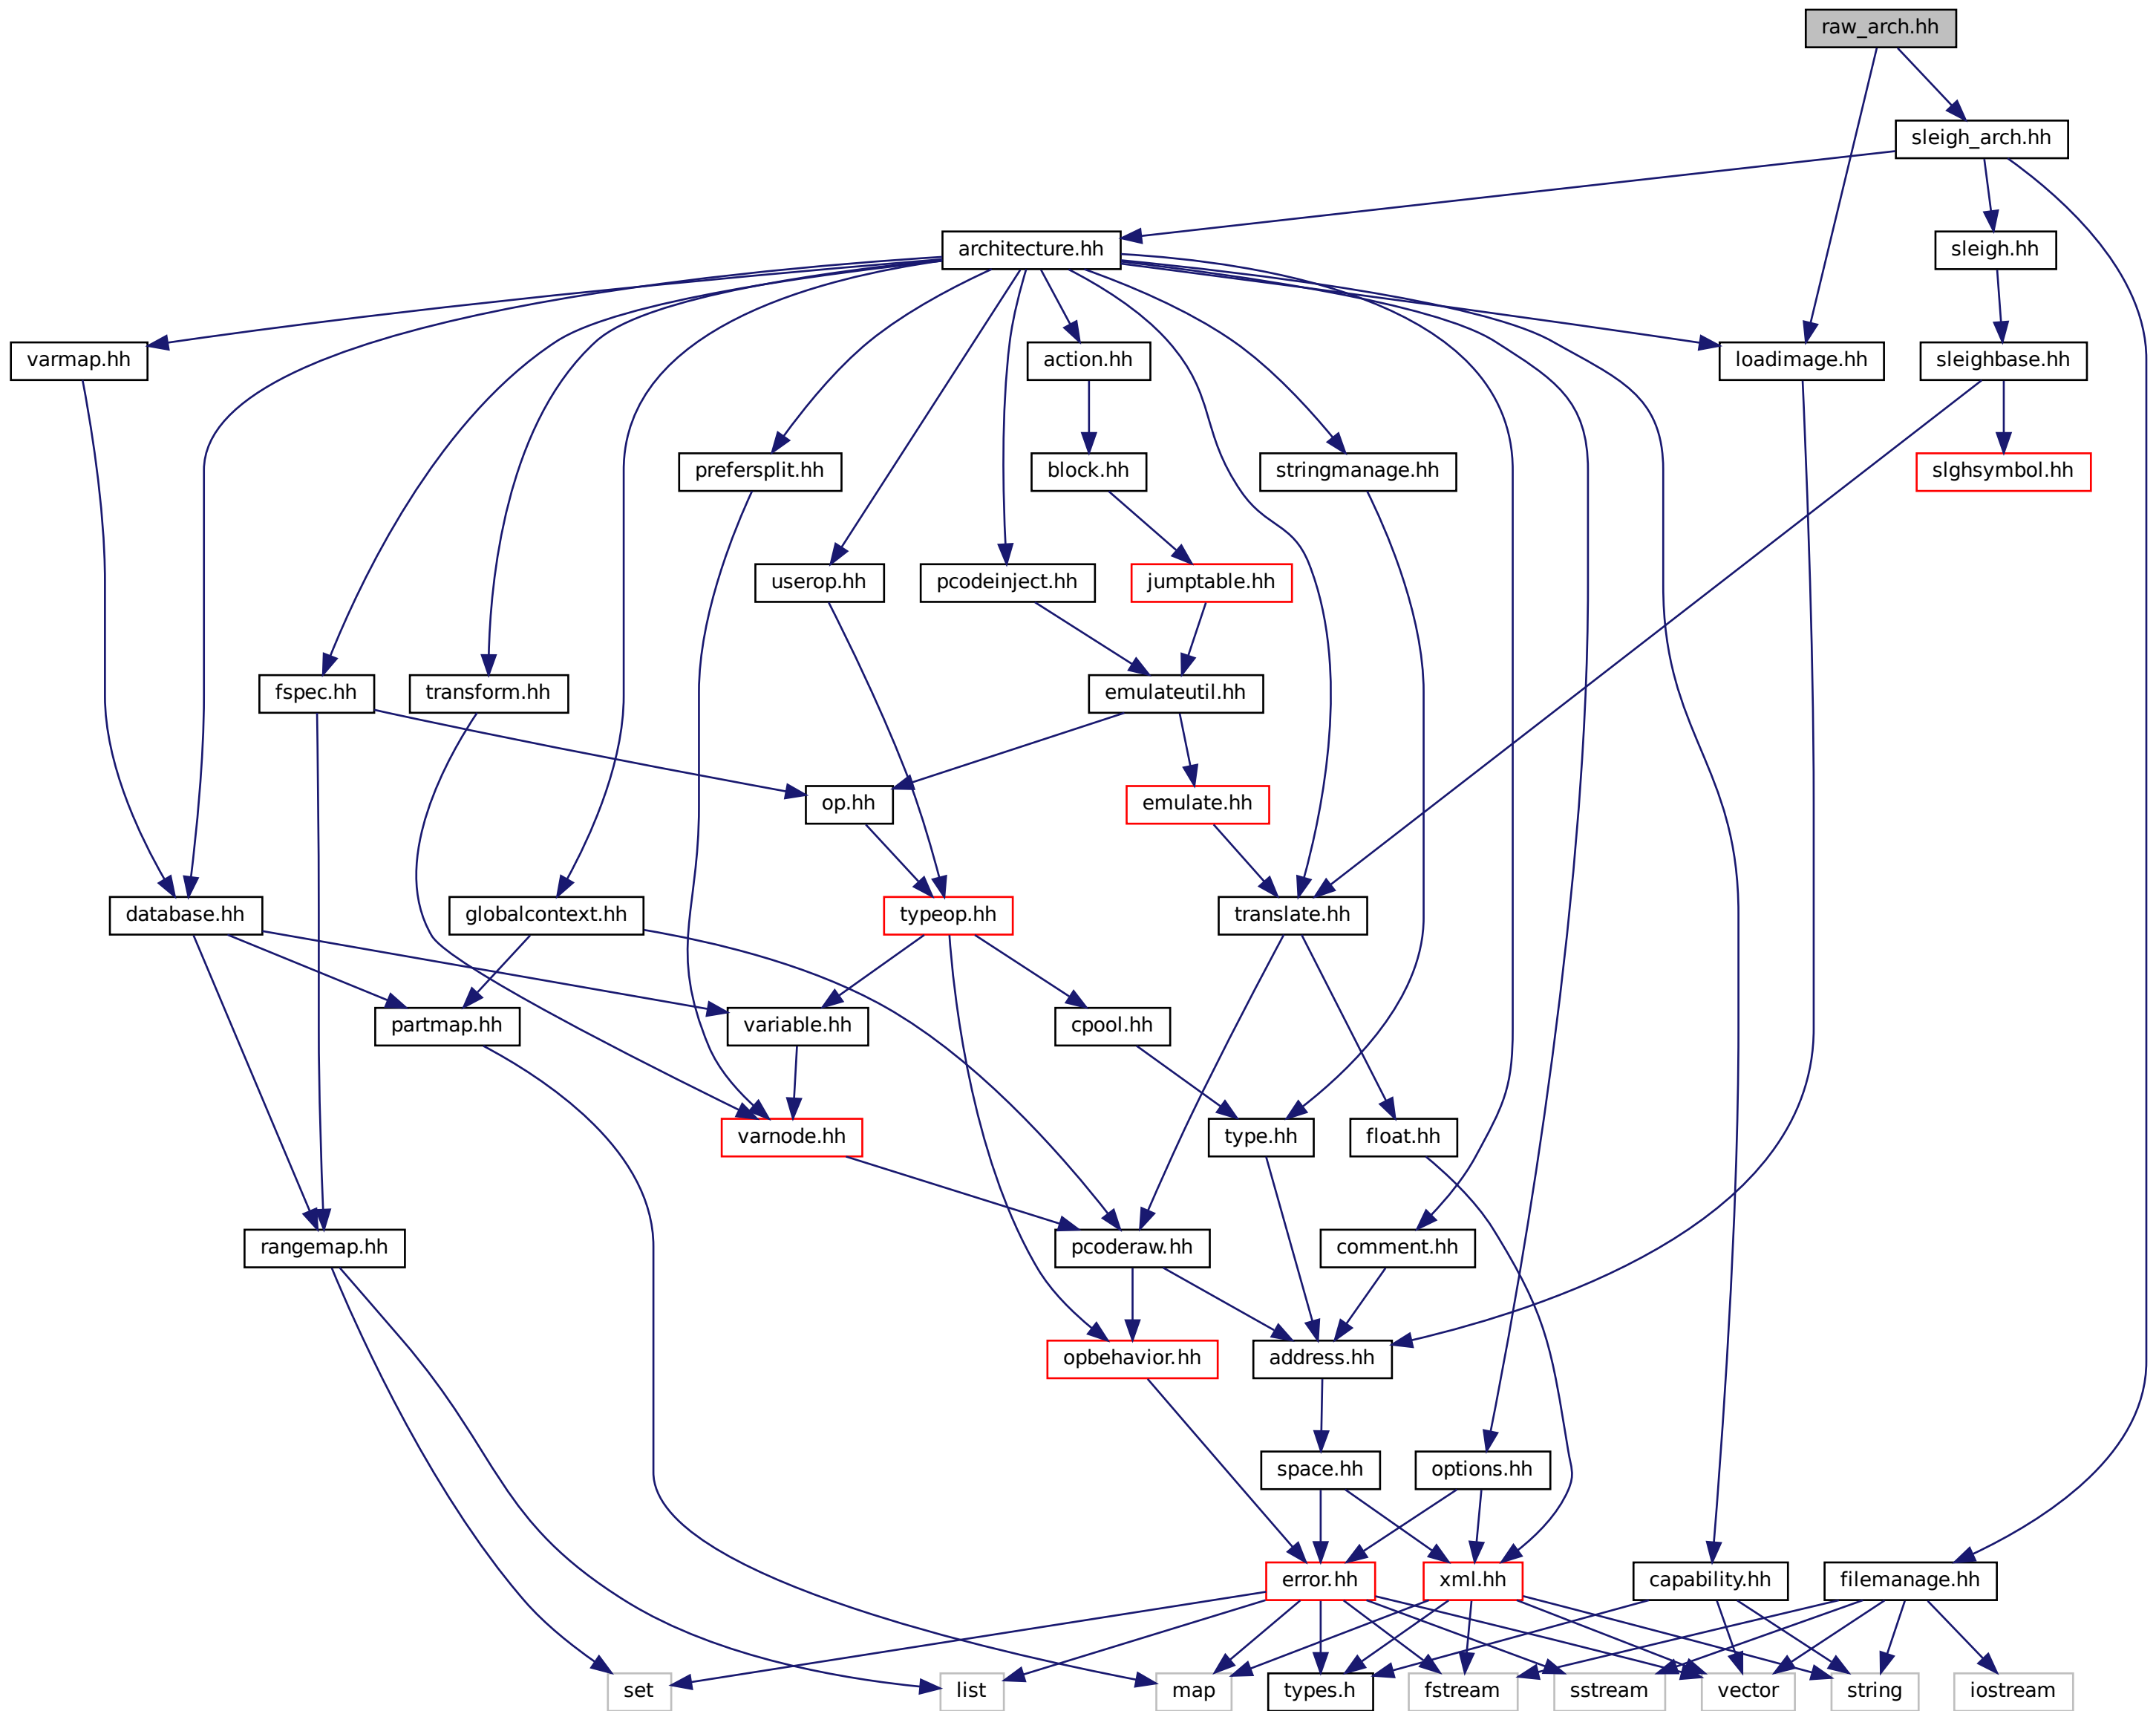 raw_arch.hh
sleigh_arch.hh
architecture.hh
sleigh.hh
varmap.hh
action.hh
loadimage.hh
sleighbase.hh
prefersplit.hh
block.hh
stringmanage.hh
slghsymbol.hh
userop.hh
pcodeinject.hh
jumptable.hh
fspec.hh
transform.hh
emulateutil.hh
op.hh
emulate.hh
database.hh
globalcontext.hh
typeop.hh
translate.hh
partmap.hh
variable.hh
cpool.hh
varnode.hh
type.hh
float.hh
rangemap.hh
pcoderaw.hh
comment.hh
opbehavior.hh
address.hh
space.hh
options.hh
error.hh
xml.hh
capability.hh
filemanage.hh
set
list
map
types.h
fstream
sstream
vector
string
iostream